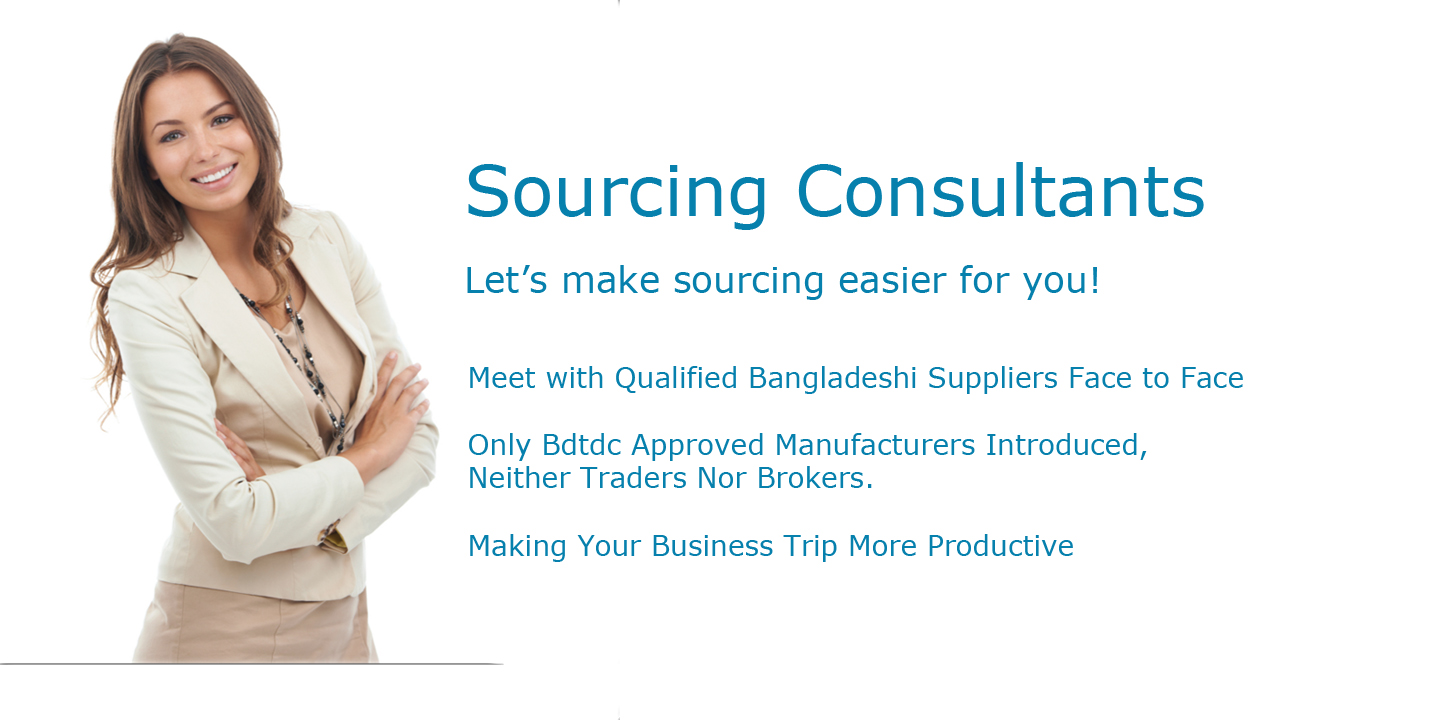 Sourcing Consultants
Let’s make sourcing easier for you!
Meet with Qualified Bangladeshi Suppliers Face to Face
Only Bdtdc Approved Manufacturers Introduced,
Neither Traders Nor Brokers.
Making Your Business Trip More Productive